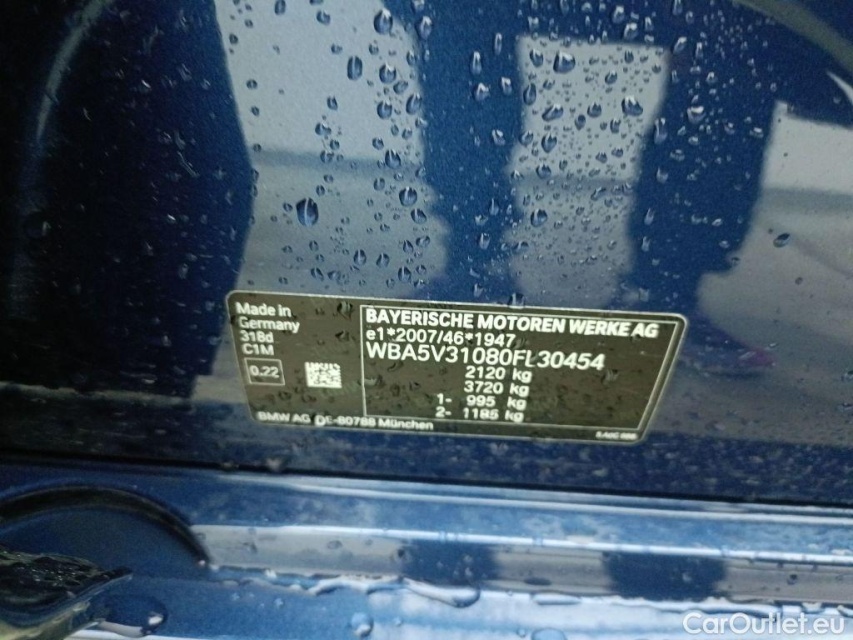 Made in
Germany
318d
C1M
0.22
BAYERISCHE MOTOREN WERKE AG
e1*2007/46*1947
WBA5V31080FL30454
2120 kg
3720 kg
1- 995 kg
2- 1185 kg
BMW AG DE-80788 München
CarOutlet.eu